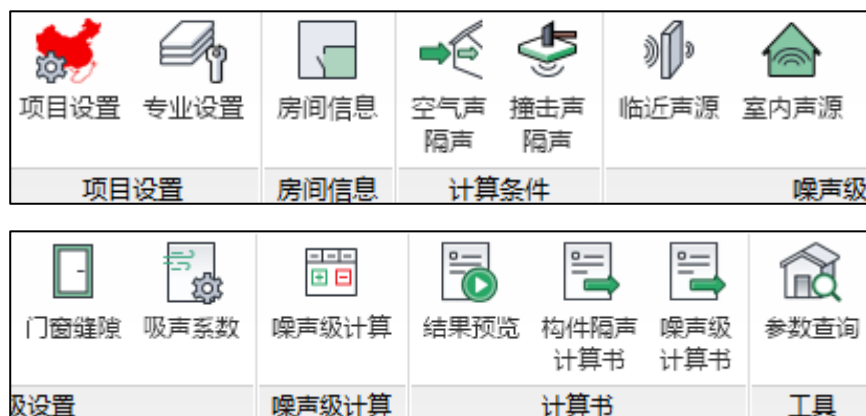 项目设置 专业设置 房间信息 空气声 撞击声 临近声源 室内声源
隔声 隔声
项目设置 房间信息 计算条件 噪声级
门窗缝隙 吸声系数 噪声级计算 结果预览 构件隔声 噪声级 参数查询
计算书 计算书
级设置 噪声级计算 计算书 工具